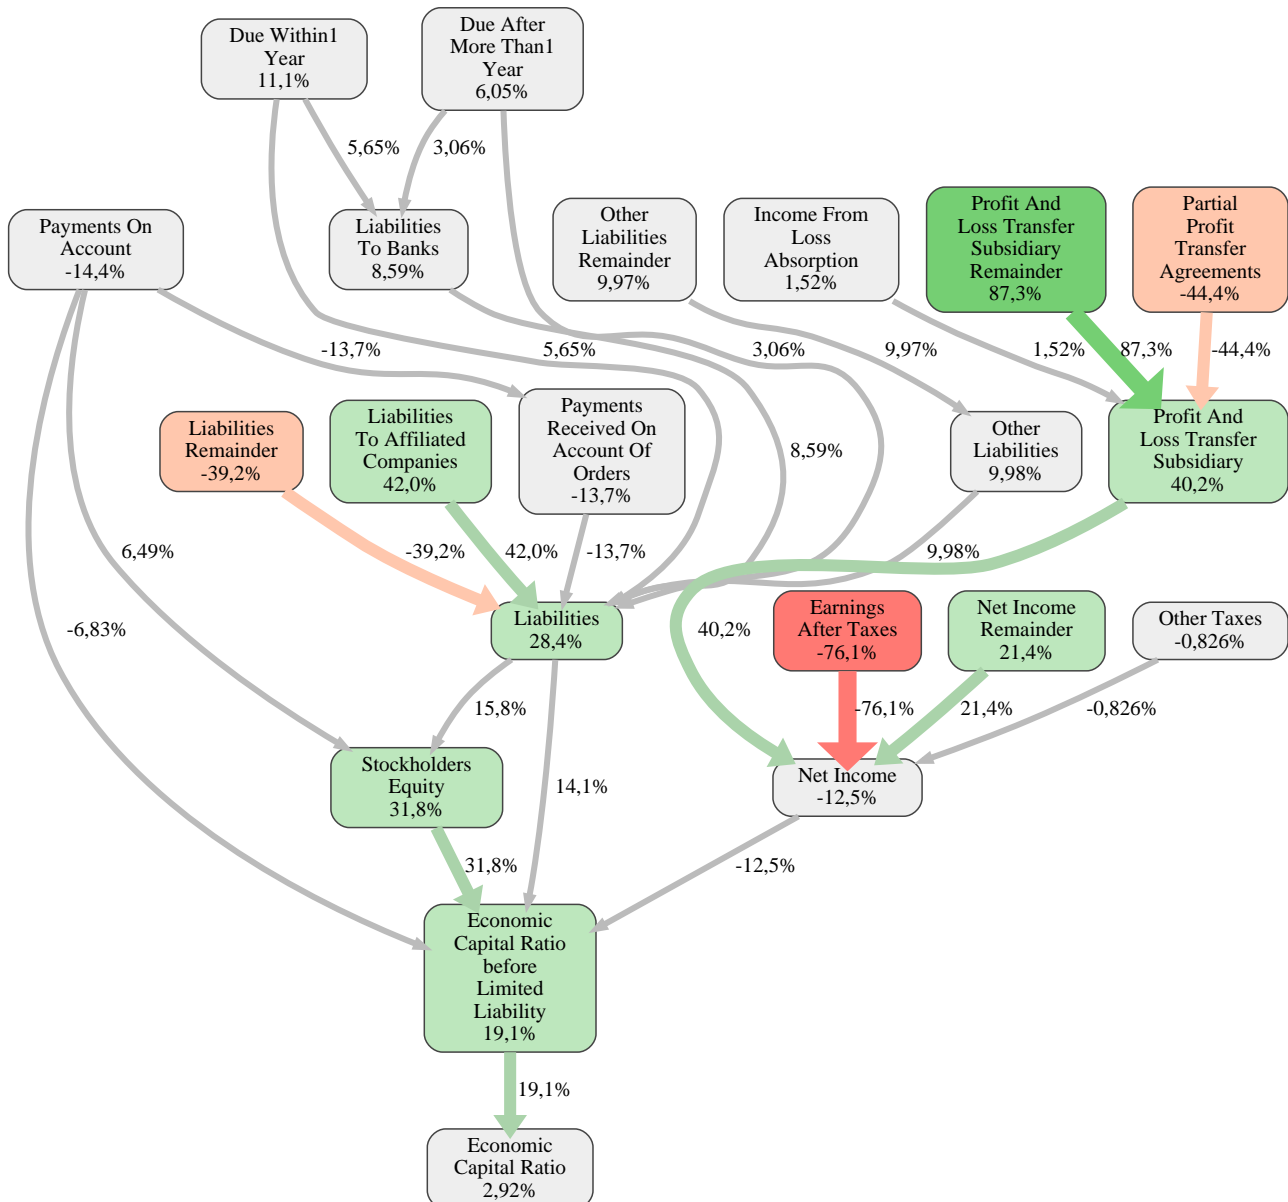 Due Within1
Year
11,1%
Due After
More Than1
Year
6,05%
5,65%
3,06%
Payments On
Account
-14,4%
Liabilities
To Banks
8,59%
Other
Liabilities
Remainder
9,97%
Income From
Loss
Absorption
1,52%
Profit And
Loss Transfer
Subsidiary
Remainder
87,3%
Partial
Profit
Transfer
Agreements
-44,4%
-13,7%
5,65%
3,06%
9,97%
1,52%
87,3%
-44,4%
Liabilities
Remainder
-39,2%
Liabilities
To Affiliated
Companies
42,0%
Payments
Received On
Account Of
Orders
-13,7%
8,59%
Other
Liabilities
9,98%
Profit And
Loss Transfer
Subsidiary
40,2%
6,49%
-39,2%
42,0%
-13,7%
9,98%
-6,83%
Liabilities
28,4%
40,2%
Earnings
After Taxes
-76,1%
Net Income
Remainder
21,4%
Other Taxes
-0,826%
15,8%
-76,1%
21,4%
-0,826%
Stockholders
Equity
31,8%
14,1%
Net Income
-12,5%
31,8%
-12,5%
Economic
Capital Ratio
before
Limited
Liability
19,1%
19,1%
Economic
Capital Ratio
2,92%